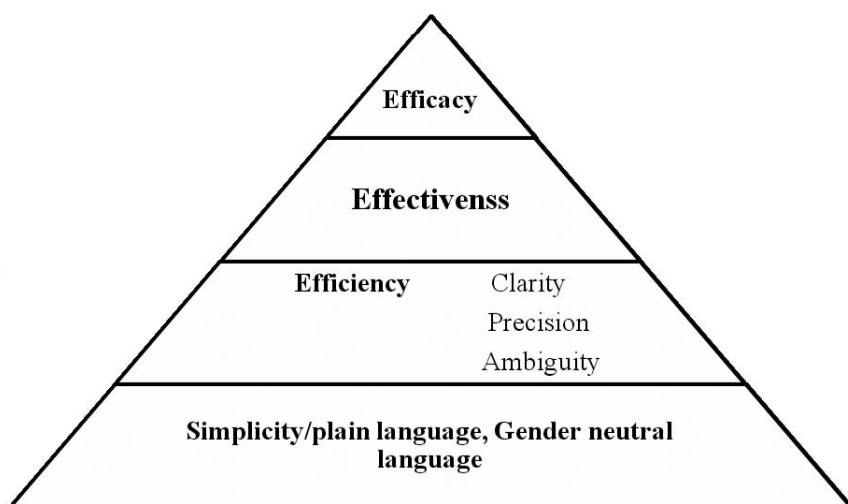 Efficacy
Effectivenss
Efficiency Clarity
Precision
Ambiguity
Simplicity/plain language, Gender neutral
language